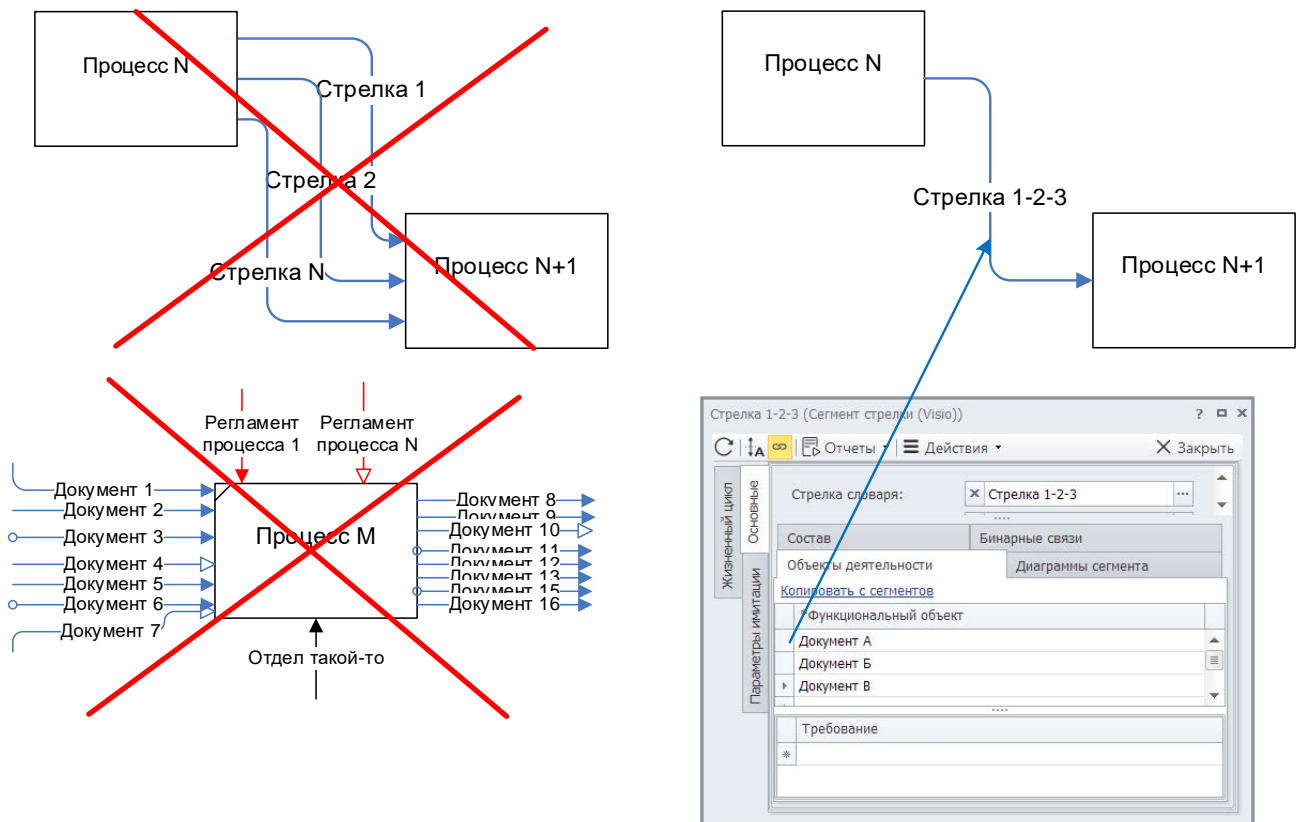 Процесс N
Стрелка 1
Стрелка 2
Стрелка N
Процесс N+1
Процесс N
Стрелка 1-2-3
Процесс N+1
Регламент
процесса 1
Регламент
процесса N
Документ 1
Документ 2
Документ 3
Документ 4
Документ 5
Документ 6
Документ 7
Процесс M
Документ 8
Документ 9
Документ 10
Документ 11
Документ 12
Документ 13
Документ 15
Документ 16
Отдел такой-то
Стрелка 1-2-3 (Сегмент стрелки (Visio))
Отчеты
Действия
Закрыть
Жизненный цикл
Основные
Параметры имитации
Стрелка словаря:
Стрелка 1-2-3
Состав
Бинарные связи
Объекты деятельности
Диаграммы сегмента
Копировать с сегментов
*Функциональный объект
Документ А
Документ Б
Документ В
Требование